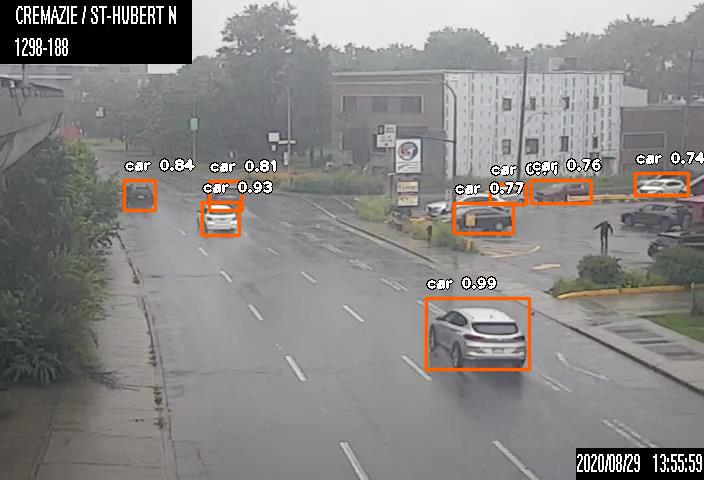 CREMAZIE / ST-HUBERT N
1298-188
car 0.84
car 0.81
car 0.93
car 0.76
car 0.74
car 0.77
car 0.99
2020/08/29 13:55:59